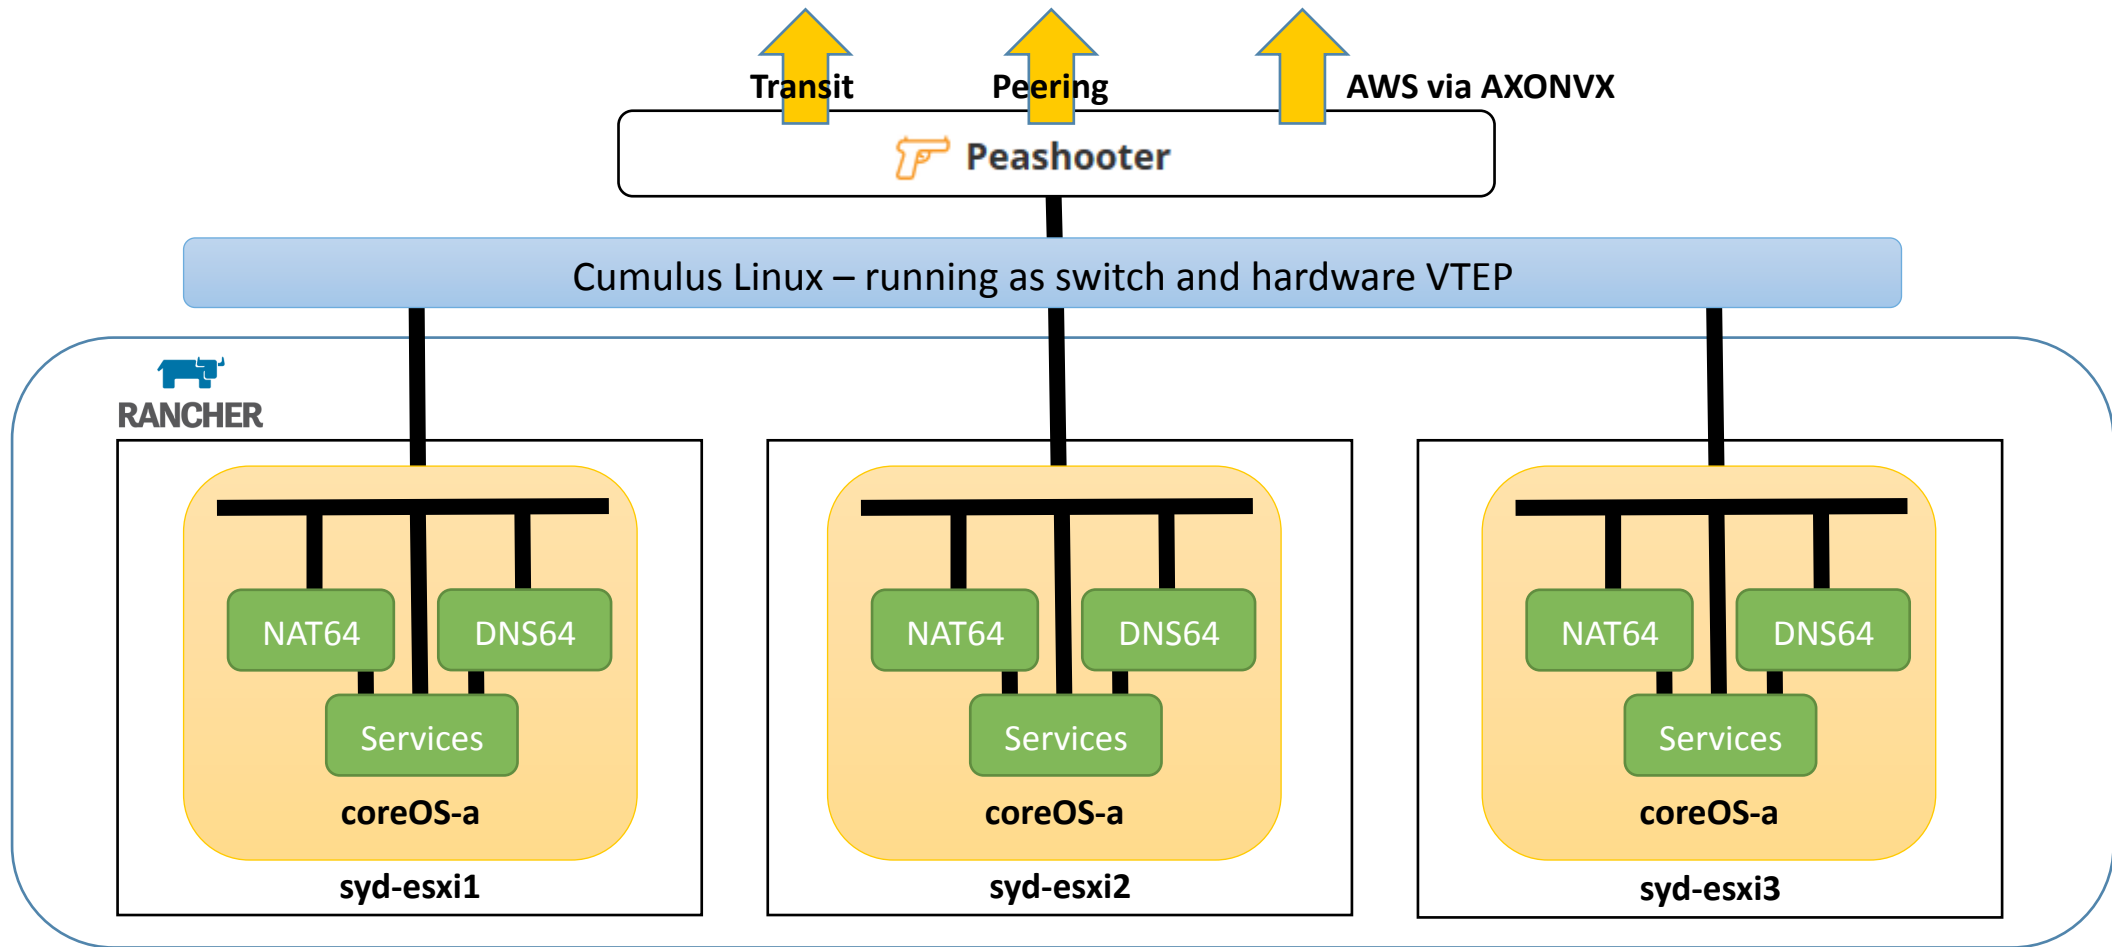 Transit
Peering
AWS via AXONVX
Peashooter
Cumulus Linux – running as switch and hardware VTEP
RANCHER
NAT64
DNS64
Services
coreOS-a
syd-esxi1
NAT64
DNS64
Services
coreOS-a
syd-esxi2
NAT64
DNS64
Services
coreOS-a
syd-esxi3